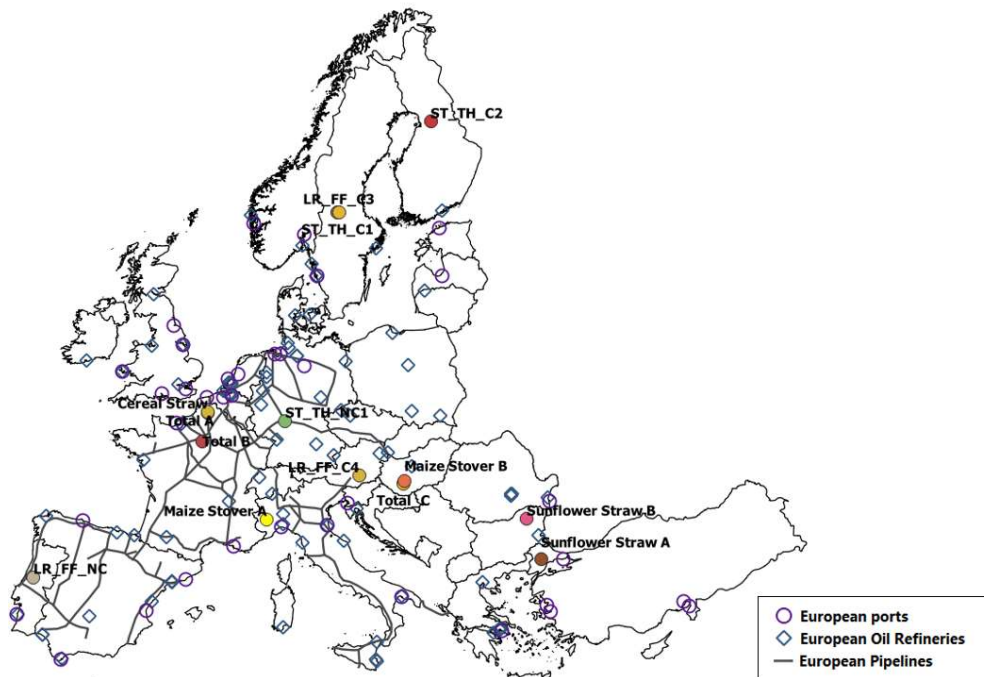 ST_TH_C2
LR_FF_C3
ST_TH_C1
Cereal Straw
Total A
ST_TH_NC1
Total B
LR_FF_C4
Maize Stover B
Total_C
Maize Stover A
Sunflower Straw B
Sunflower Straw A
LR_FF_NC
European ports
European Oil Refineries
European Pipelines